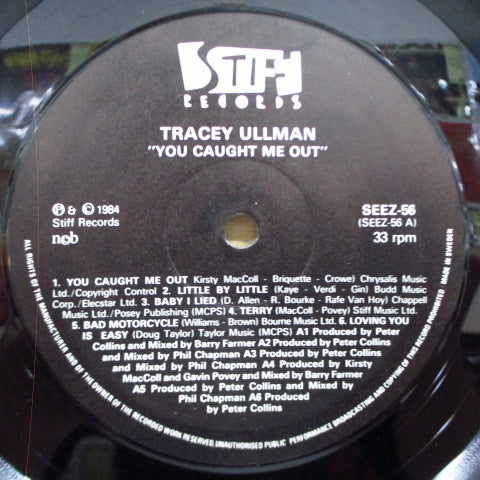 STIFF
RECORDS
TRACEY ULLMAN
"YOU CAUGHT ME OUT"
Ⓟ & © 1984
Stiff Records
ncb
SEEZ-56
(SEEZ-56 A)
33 rpm
1. YOU CAUGHT ME OUT Kirsty MacColl - Briquette - Crowe) Chrysalis Music
Ltd./Copyright Control 2. LITTLE BY LITTLE (Kaye - Verdi - Gin) Budd Music
Corp./Elecstar Ltd. 3. BABY I LIED (D. Allen - R. Bourke - Rafe Van Hoy) Chappell
Music Ltd./Posey Publishing (MCPS) 4. TERRY (MacColl - Povey) Stiff Music Ltd.
5. BAD MOTORCYCLE (Williams - Brown) Bourne Music Ltd. 6. LOVING YOU
IS EASY (Doug Taylor) Taylor Music (MCPS) A1 Produced by Peter
Collins and Mixed by Barry Farmer A2 Produced by Peter Collins
and Mixed by Phil Chapman A3 Produced by Peter Collins
and Mixed by Phil Chapman A4 Produced by Kirsty
MacColl and Gavin Povey and Mixed by Barry Farmer
A5 Produced by Peter Collins and Mixed by
Phil Chapman A6 Produced
by Peter Collins
ALL RIGHTS OF THE MANUFACTURER AND OF THE OWNER OF THE RECORDED WORK RESERVED. UNAUTHORISED PUBLIC PERFORMANCE BROADCASTING AND COPYING OF THIS RECORD PROHIBITED MADE IN SWEDEN